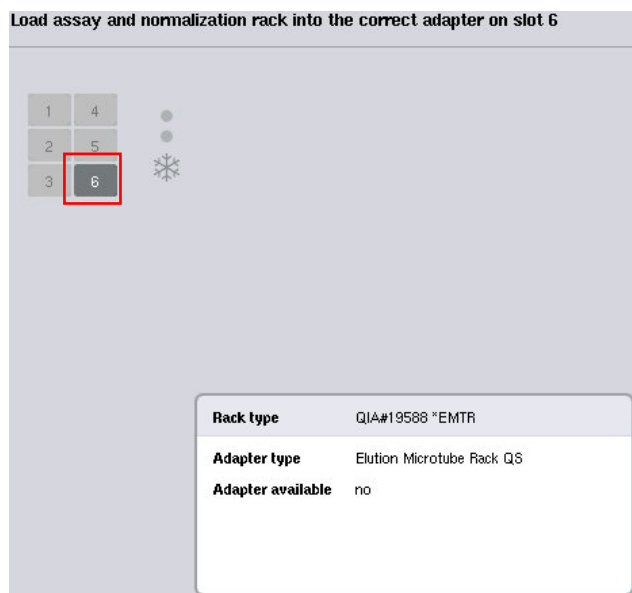 Load assay and normalization rack into the correct adapter on slot 6
1 4
2 5
3 6
Rack type QIA#19588 *EMTR
Adapter type Elution Microtube Rack QS
Adapter available no